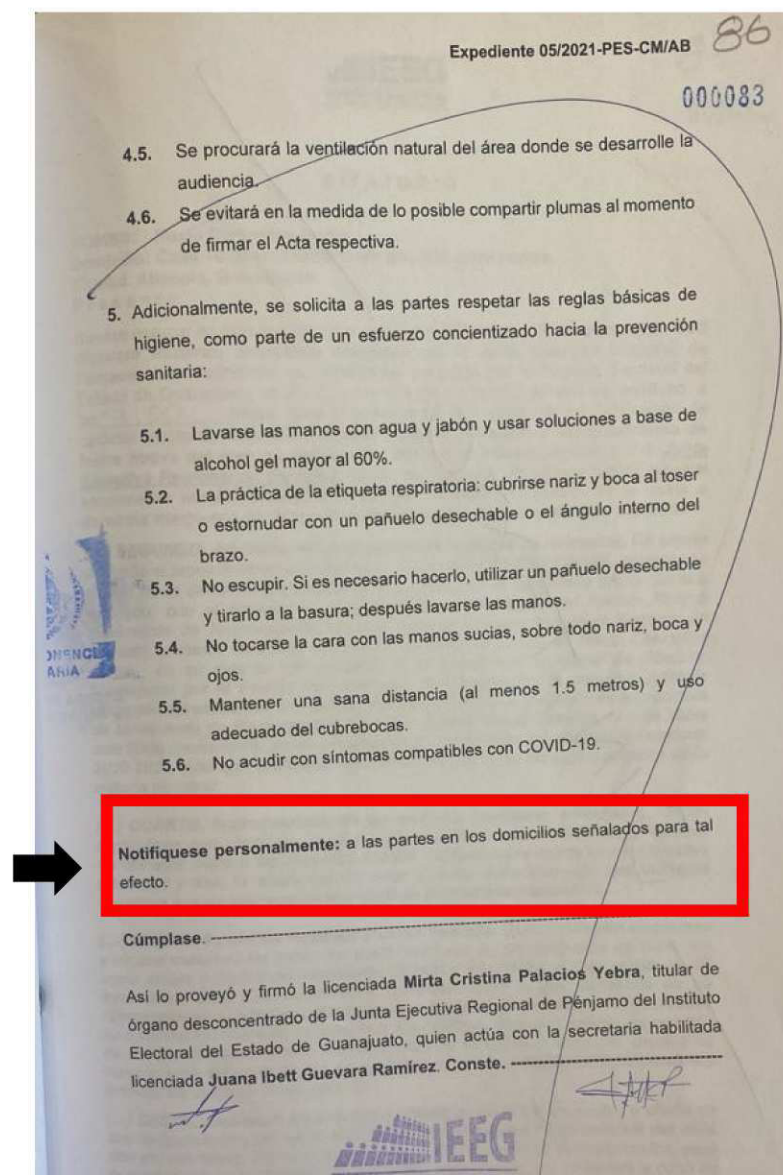 Expediente 05/2021-PES-CM/AB
86
000083
4.5. Se procurará la ventilación natural del área donde se desarrolle la
audiencia.
4.6. Se evitará en la medida de lo posible compartir plumas al momento
de firmar el Acta respectiva.
5. Adicionalmente, se solicita a las partes respetar las reglas básicas de
higiene, como parte de un esfuerzo concientizado hacia la prevención
sanitaria:
5.1. Lavarse las manos con agua y jabón y usar soluciones a base de
alcohol gel mayor al 60%.
5.2. La práctica de la etiqueta respiratoria: cubrirse nariz y boca al toser
o estornudar con un pañuelo desechable o el ángulo interno del
brazo.
5.3. No escupir. Si es necesario hacerlo, utilizar un pañuelo desechable
y tirarlo a la basura; después lavarse las manos.
5.4. No tocarse la cara con las manos sucias, sobre todo nariz, boca y
ojos.
5.5. Mantener una sana distancia (al menos 1.5 metros) y uso
adecuado del cubrebocas.
5.6. No acudir con síntomas compatibles con COVID-19.
Notifíquese personalmente: a las partes en los domicilios señalados para tal
efecto.
Cúmplase.
Así lo proveyó y firmó la licenciada Mirta Cristina Palacios Yebra, titular de
órgano desconcentrado de la Junta Ejecutiva Regional de Pénjamo del Instituto
Electoral del Estado de Guanajuato, quien actúa con la secretaria habilitada
licenciada Juana Ibett Guevara Ramírez. Conste.
IEEG